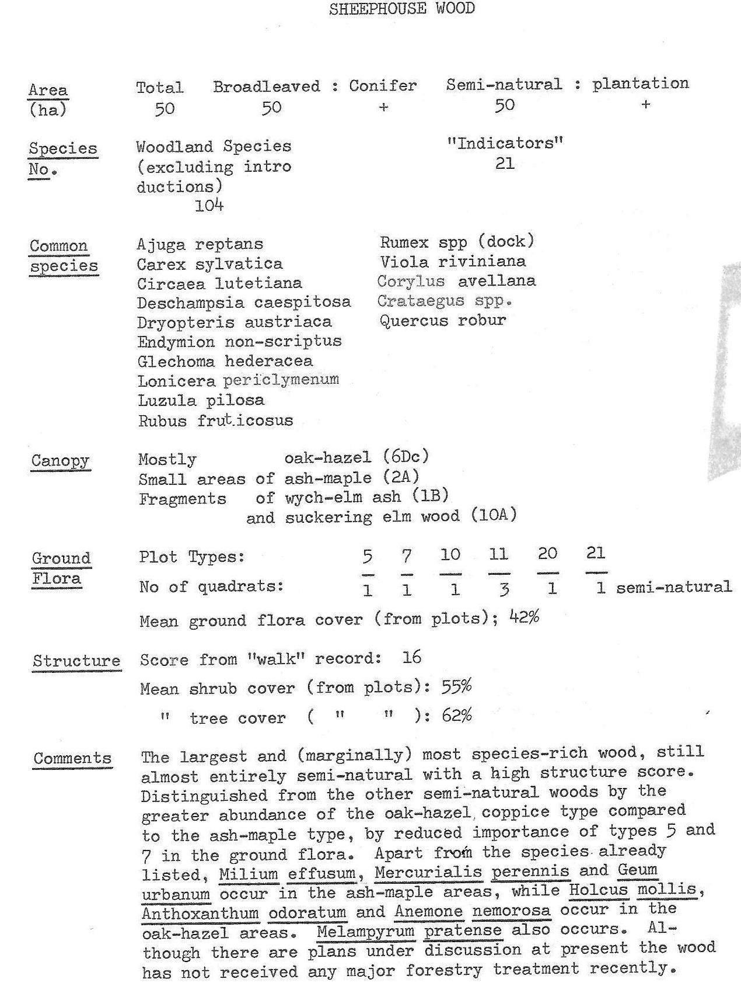 SHEEPHOUSE WOOD
Area Total Broadleaved : Conifer Semi-natural : plantation
(ha) 50 50 + 50 +
Species Woodland Species "Indicators"
No. (excluding intro 21
ductions)
104
Common Ajuga reptans Rumex spp (dock)
species Carex sylvatica Viola riviniana
Circaea lutetiana Corylus avellana
Deschampsia caespitosa Crataegus spp.
Dryopteris austriaca Quercus robur
Endymion non-scriptus
Glechoma hederacea
Lonicera periclymenum
Luzula pilosa
Rubus frut.icosus
Canopy Mostly oak-hazel (6Dc)
Small areas of ash-maple (2A)
Fragments of wych-elm ash (1B)
and suckering elm wood (10A)
Ground Plot Types: 5 7 10 11 20 21
Flora No of quadrats: 1 1 1 3 1 1 semi-natural
Mean ground flora cover (from plots); 42%
Structure Score from "walk" record: 16
Mean shrub cover (from plots): 55%
" tree cover ( " " ): 62%
Comments The largest and (marginally) most species-rich wood, still
almost entirely semi-natural with a high structure score.
Distinguished from the other semi-natural woods by the
greater abundance of the oak-hazel coppice type compared
to the ash-maple type, by reduced importance of types 5 and
7 in the ground flora. Apart from the species already
listed, Milium effusum, Mercurialis perennis and Geum
urbanum occur in the ash-maple areas, while Holcus mollis,
Anthoxanthum odoratum and Anemone nemorosa occur in the
oak-hazel areas. Melampyrum pratense also occurs. Al-
though there are plans under discussion at present the wood
has not received any major forestry treatment recently.